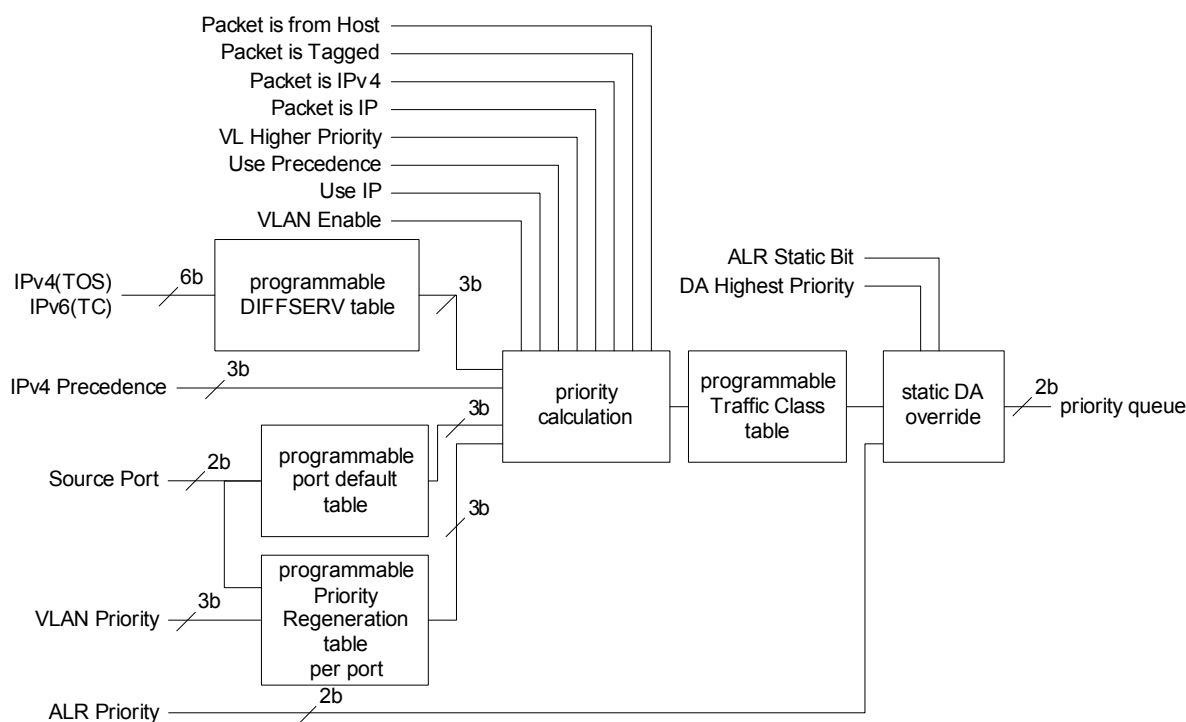 Packet is from Host
Packet is Tagged
Packet is IPv4
Packet is IP
VL Higher Priority
Use Precedence
Use IP
VLAN Enable
IPv4(TOS)
IPv6(TC)
6b
programmable
DIFFSERV table
3b
ALR Static Bit
DA Highest Priority
IPv4 Precedence
3b
priority
calculation
programmable
Traffic Class
table
static DA
override
2b
priority queue
Source Port
2b
programmable
port default
table
3b
VLAN Priority
3b
programmable
Priority
Regeneration
table
per port
3b
ALR Priority
2b